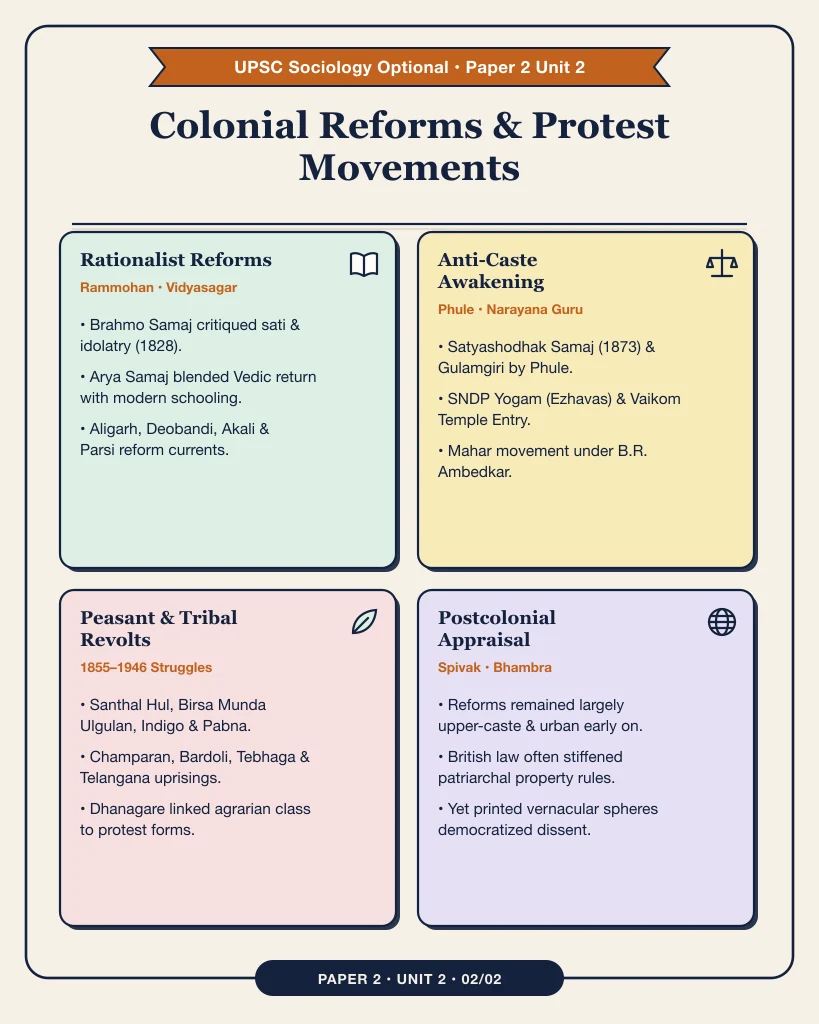 UPSC Sociology Optional • Paper 2 Unit 2
Colonial Reforms & Protest
Movements
Rationalist Reforms
Rammohan • Vidyasagar
• Brahmo Samaj critiqued sati &
idolatry (1828).
• Arya Samaj blended Vedic return
with modern schooling.
• Aligarh, Deobandi, Akali &
Parsi reform currents.
Anti-Caste
Awakening
Phule • Narayana Guru
• Satyashodhak Samaj (1873) &
Gulamgiri by Phule.
• SNDP Yogam (Ezhavas) & Vaikom
Temple Entry.
• Mahar movement under B.R.
Ambedkar.
Peasant & Tribal
Revolts
1855–1946 Struggles
• Santhal Hul, Birsa Munda
Ulgulan, Indigo & Pabna.
• Champaran, Bardoli, Tebhaga &
Telangana uprisings.
• Dhanagare linked agrarian class
to protest forms.
Postcolonial
Appraisal
Spivak • Bhambra
• Reforms remained largely
upper-caste & urban early on.
• British law often stiffened
patriarchal property rules.
• Yet printed vernacular spheres
democratized dissent.
PAPER 2 • UNIT 2 • 02/02